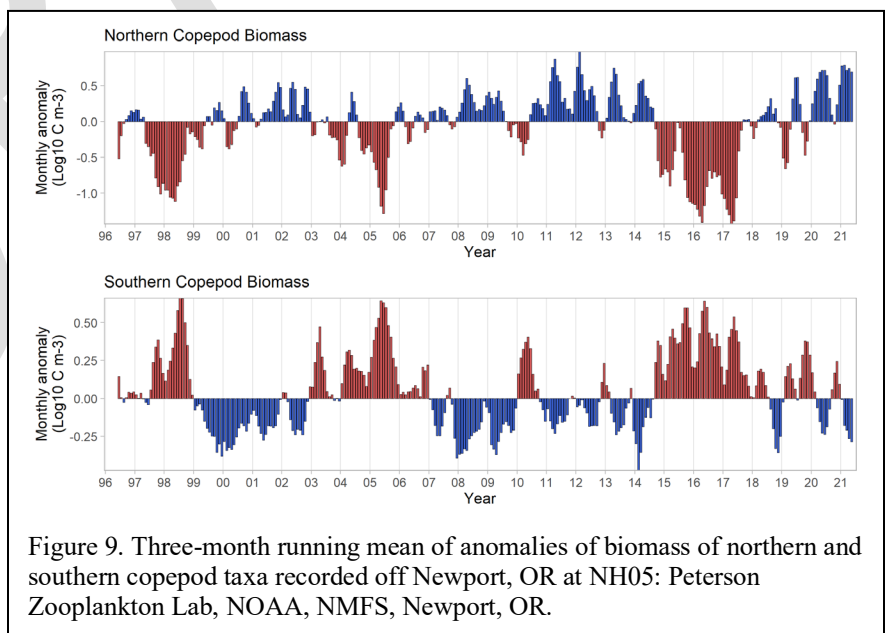 Northern Copepod Biomass
Monthly anomaly
(Log10 C m-3)
0.5
0.0
-0.5
-1.0
96 97 98 99 00 01 02 03 04 05 06 07 08 09 10 11 12 13 14 15 16 17 18 19 20 21
Year
Southern Copepod Biomass
Monthly anomaly
(Log10 C m-3)
0.50
0.25
0.00
-0.25
96 97 98 99 00 01 02 03 04 05 06 07 08 09 10 11 12 13 14 15 16 17 18 19 20 21
Year
Figure 9. Three-month running mean of anomalies of biomass of northern and
southern copepod taxa recorded off Newport, OR at NH05: Peterson
Zooplankton Lab, NOAA, NMFS, Newport, OR.